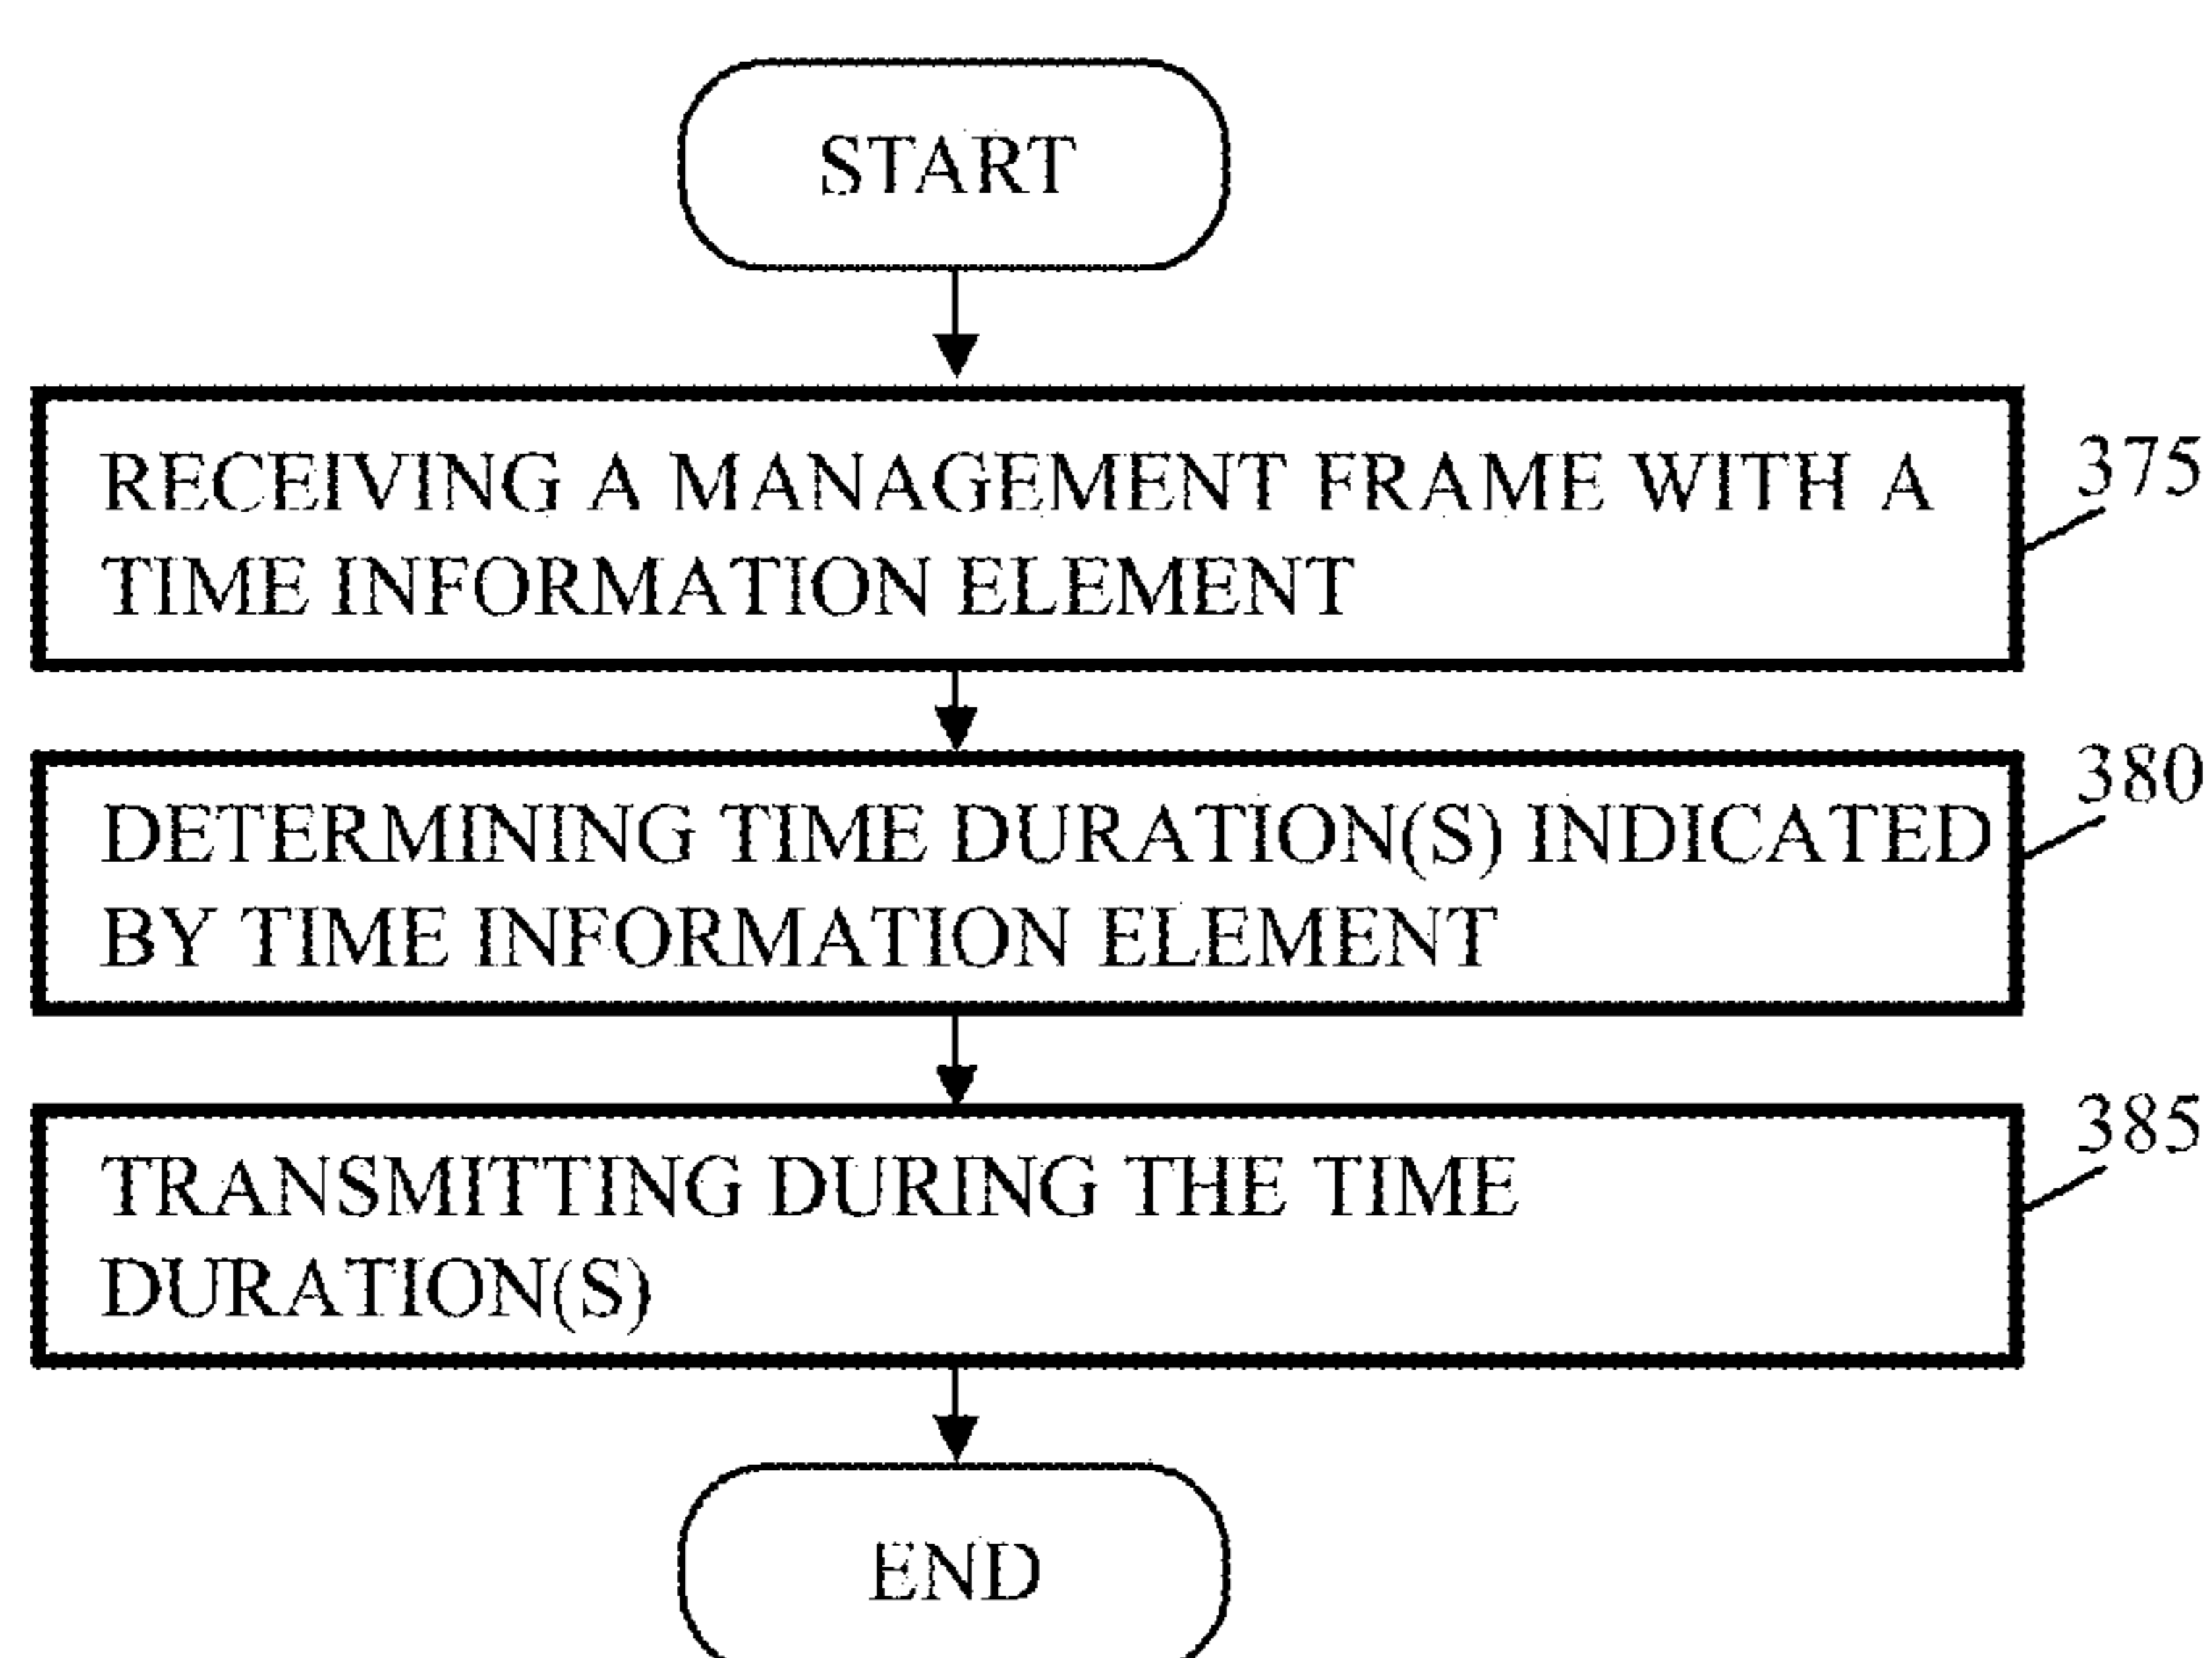 START
RECEIVING A MANAGEMENT FRAME WITH A
TIME INFORMATION ELEMENT
375
DETERMINING TIME DURATION(S) INDICATED
BY TIME INFORMATION ELEMENT
380
TRANSMITTING DURING THE TIME
DURATION(S)
385
END